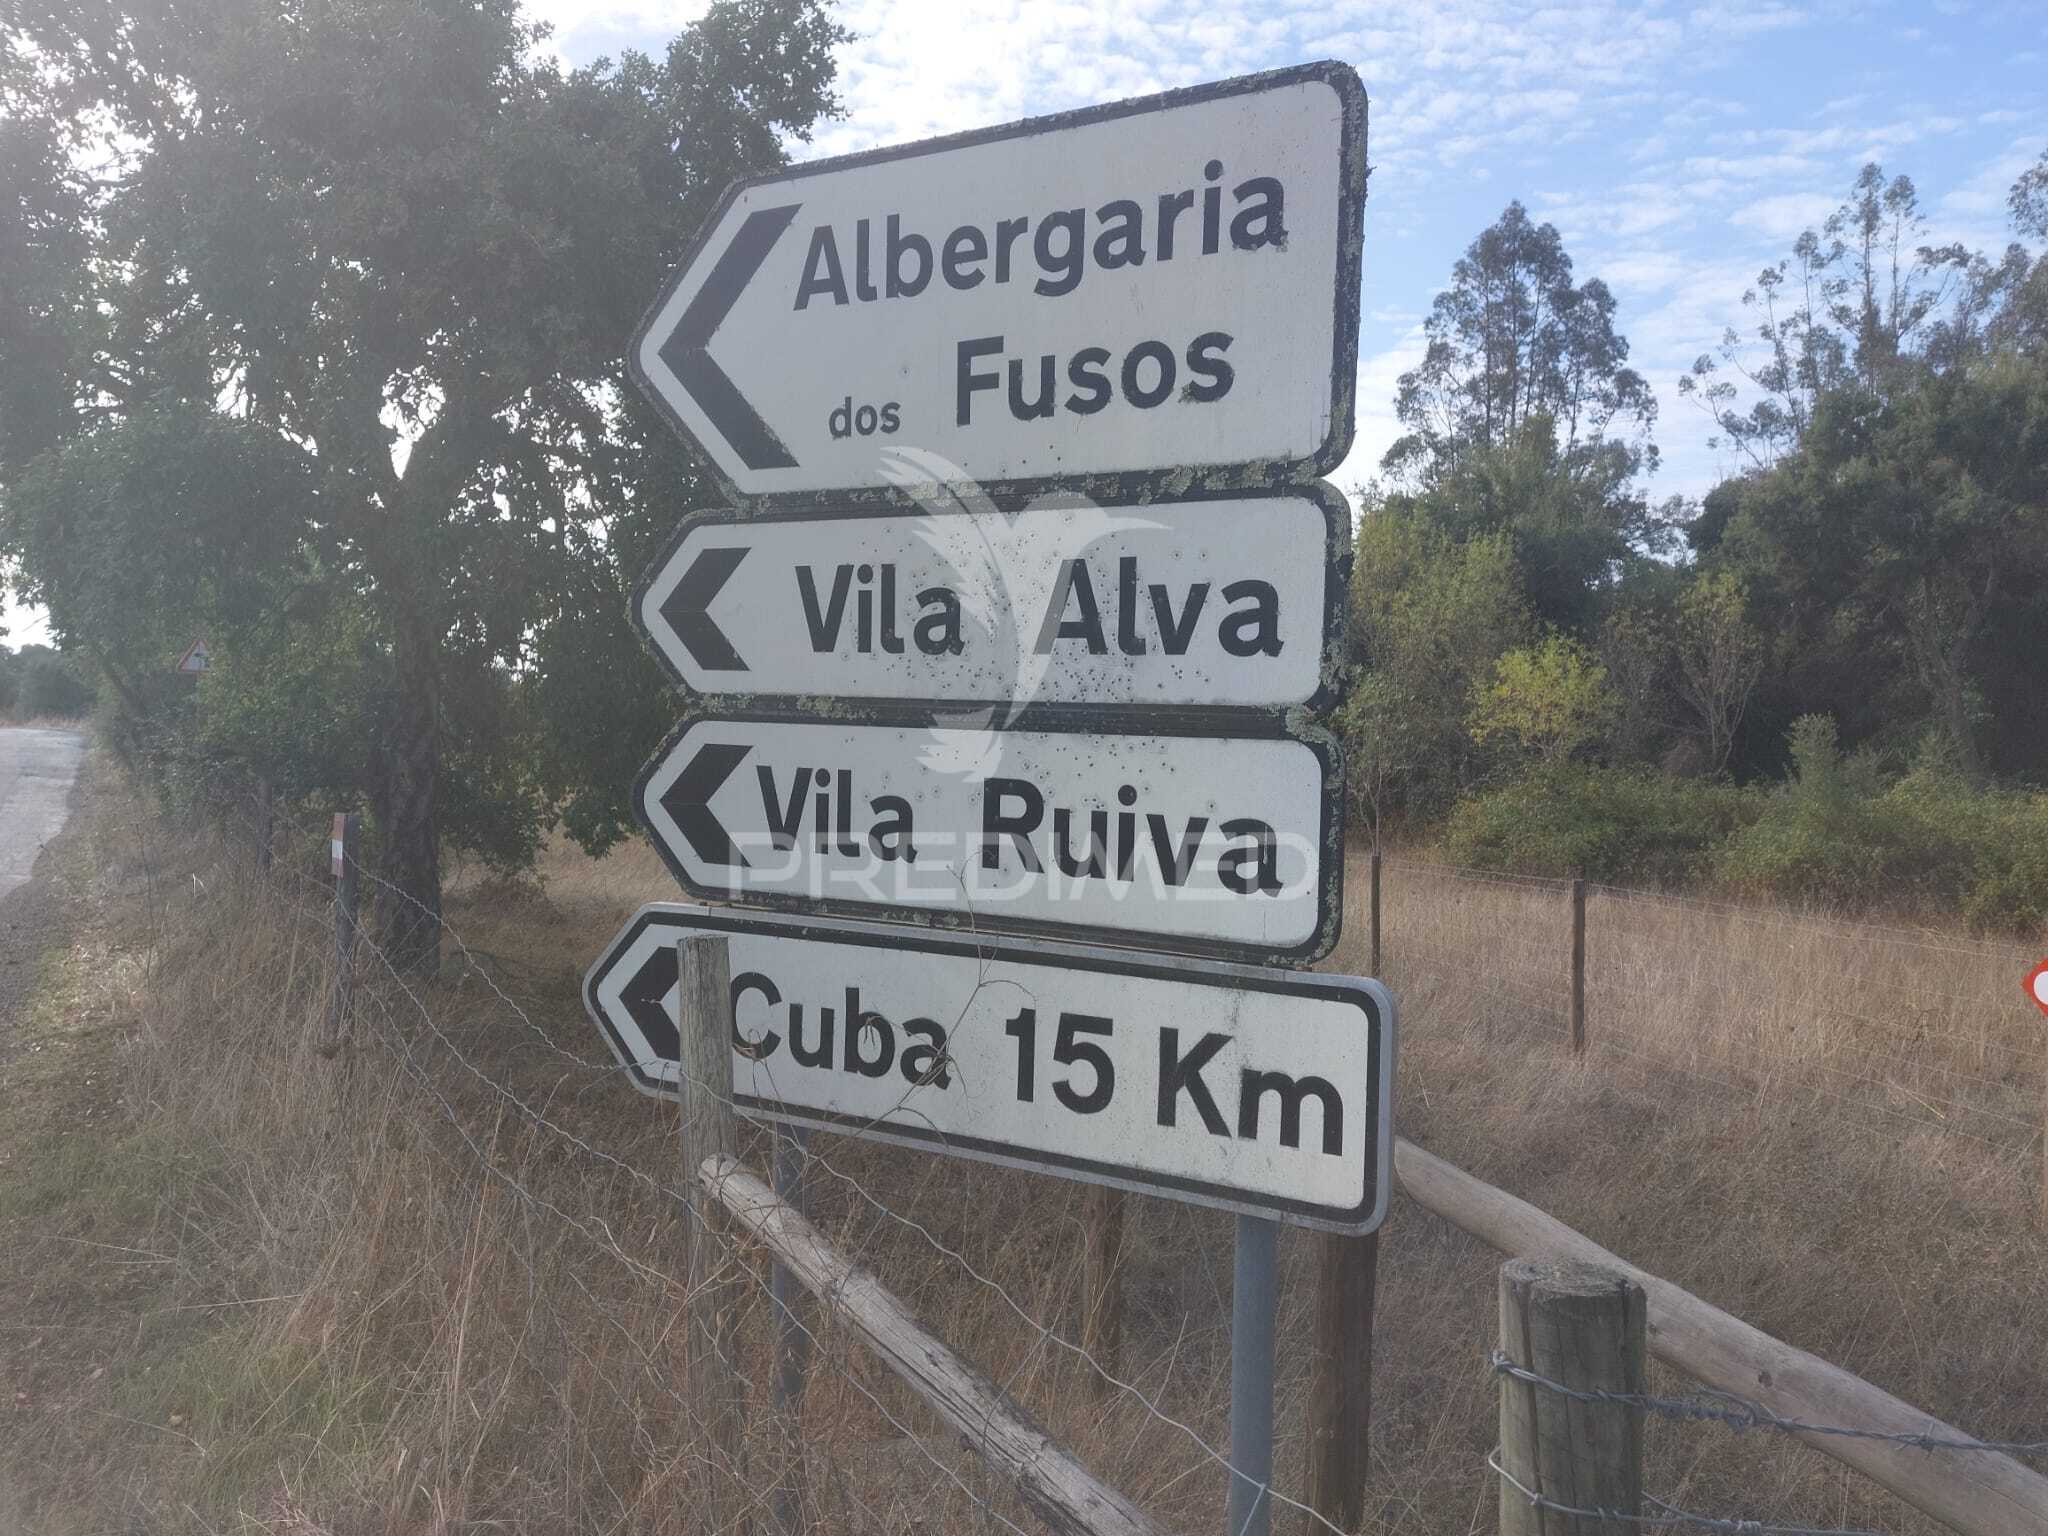 Albergaria
dos Fusos
Vila Alva
Vila Ruiva
PREDIMED
Cuba 15 Km